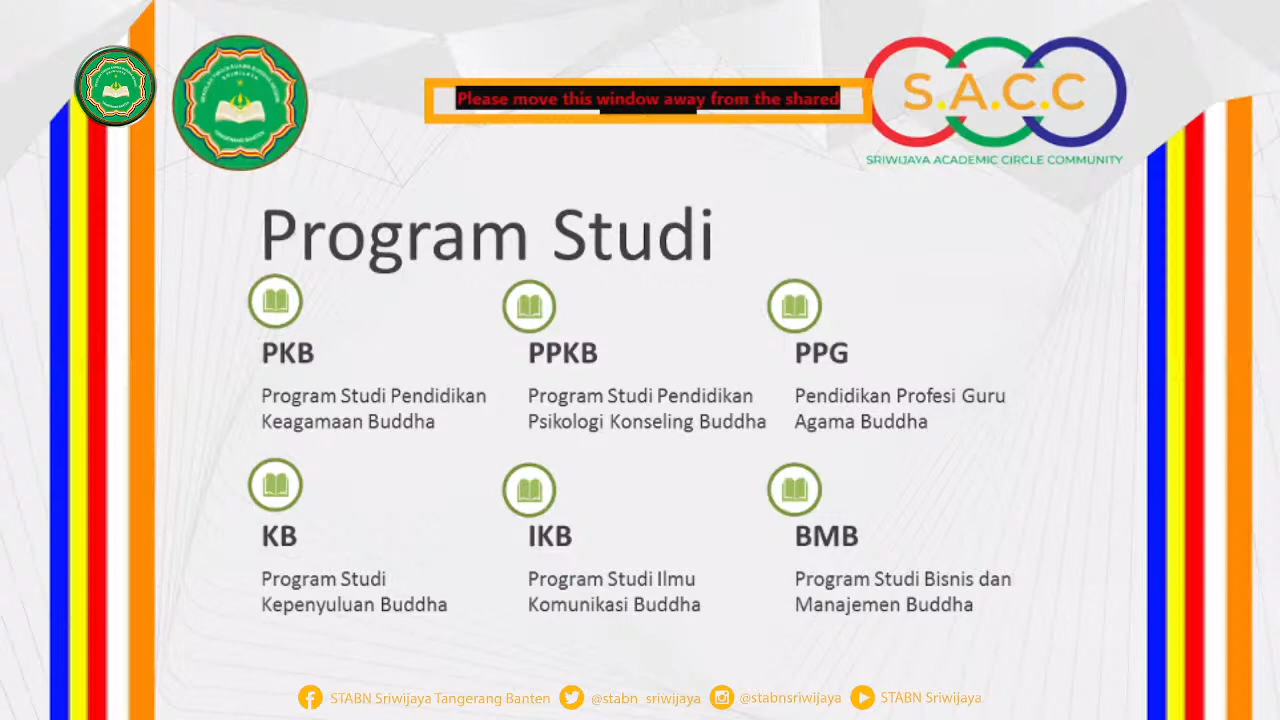 Please move this window away from the shared
S.A.C.C
SRIWIJAYA ACADEMIC CIRCLE COMMUNITY
Program Studi
PKB
Program Studi Pendidikan
Keagamaan Buddha
PPKB
Program Studi Pendidikan
Psikologi Konseling Buddha
PPG
Pendidikan Profesi Guru
Agama Buddha
KB
Program Studi
Kepenyuluan Buddha
IKB
Program Studi Ilmu
Komunikasi Buddha
BMB
Program Studi Bisnis dan
Manajemen Buddha
STABN Sriwijaya Tangerang Banten
@stabn_sriwijaya
@stabnsriwijaya
STABN Sriwijaya